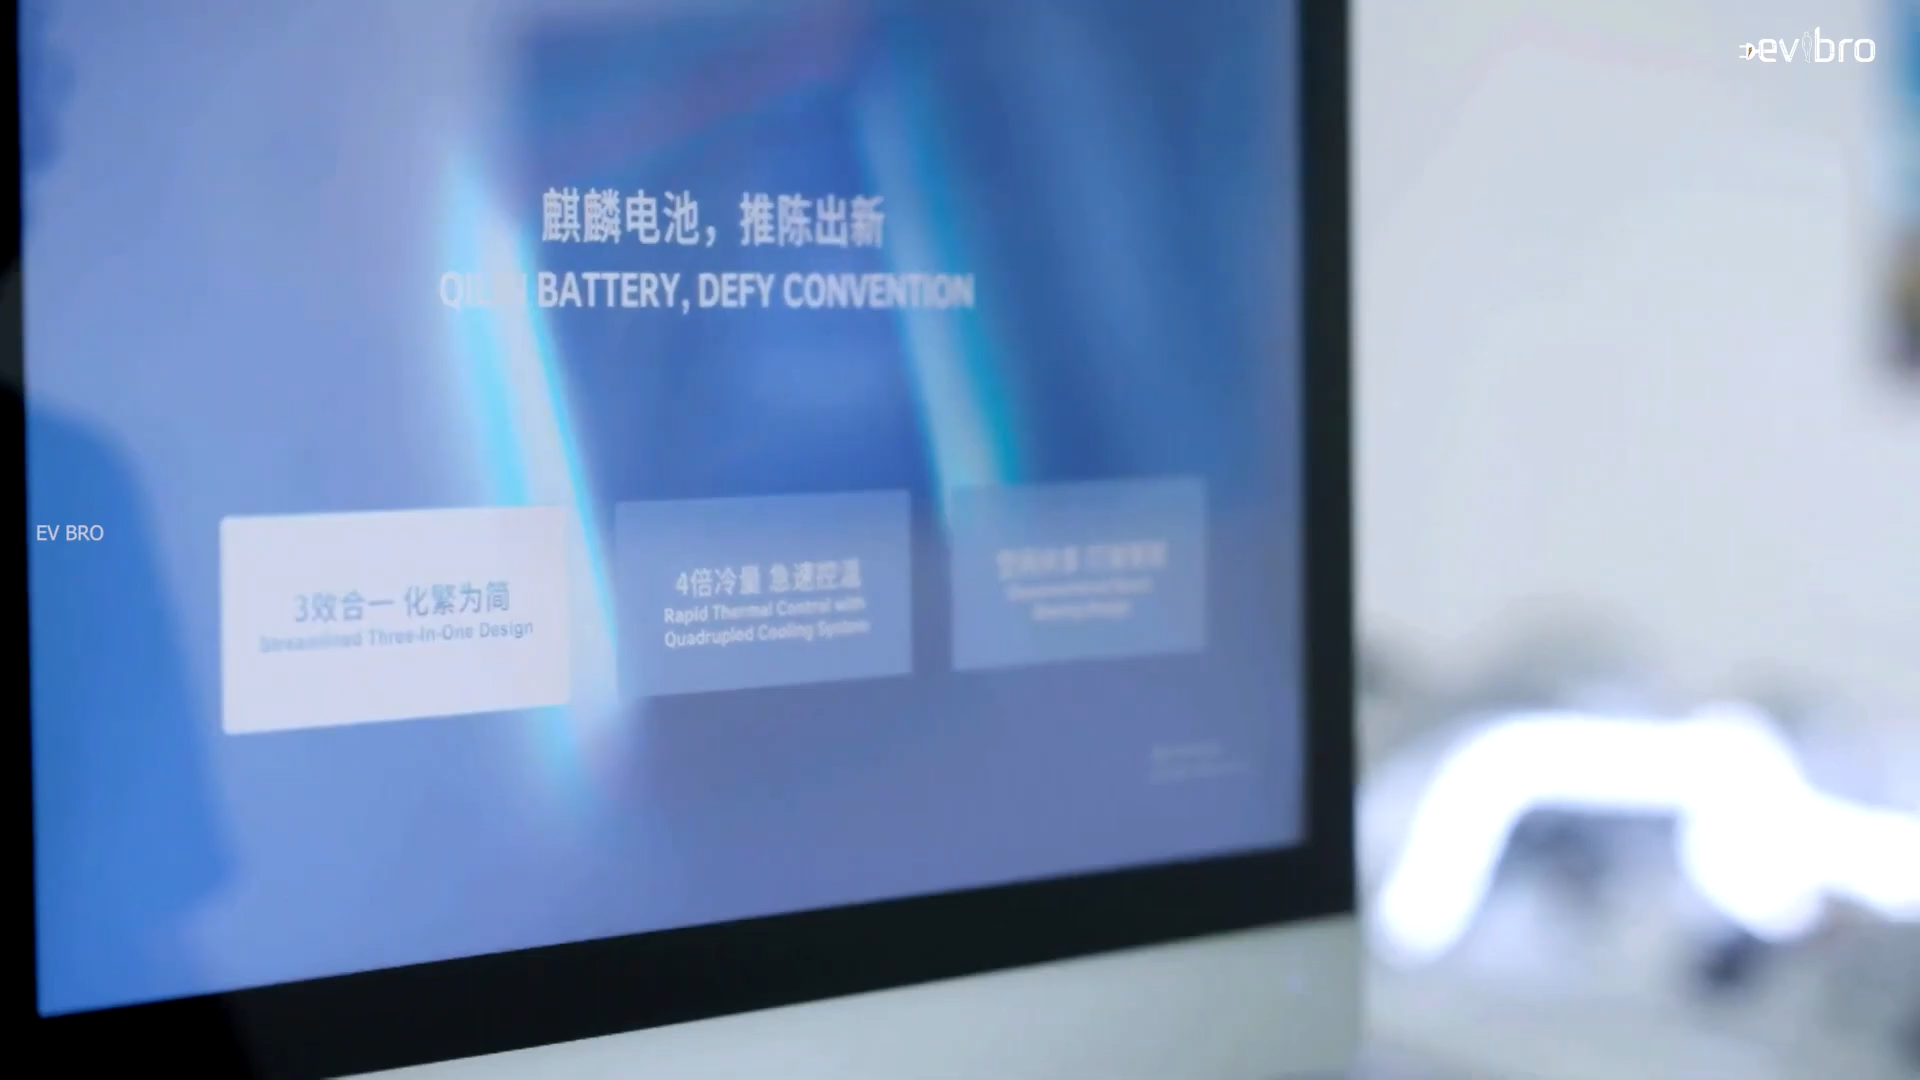 evbro
麒麟电池，推陈出新
QILIN BATTERY, DEFY CONVENTION
EV BRO
3效合一 化繁为简
Streamlined Three-In-One Design
4倍冷量 急速控温
Rapid Thermal Control with
Quadrupled Cooling System